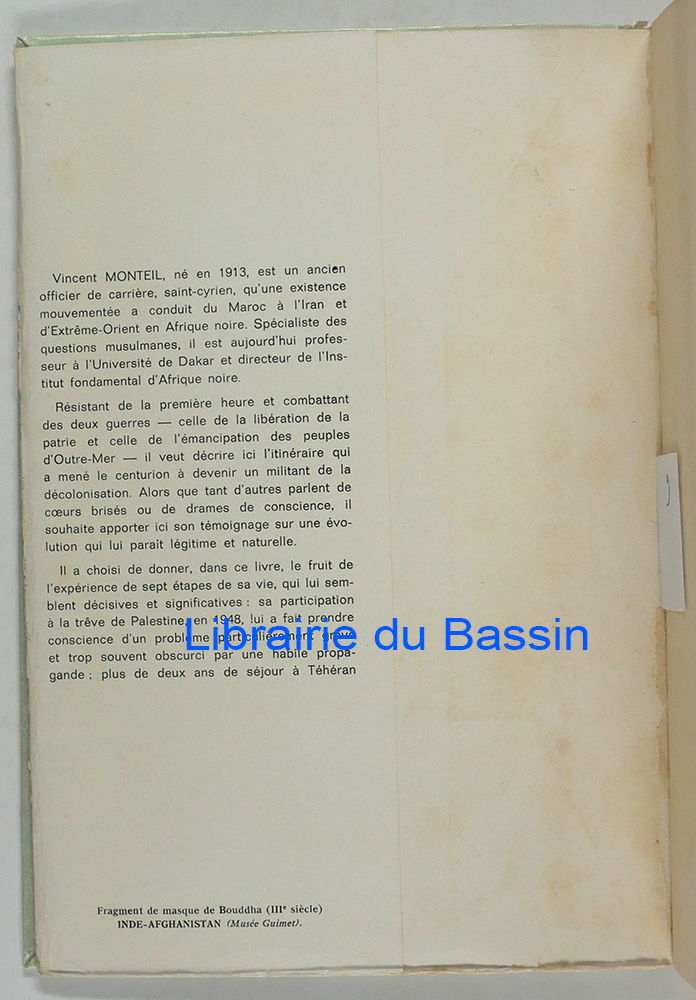 Vincent MONTEIL, né en 1913, est un ancien
officier de carrière, saint-cyrien, qu'une existence
mouvementée a conduit du Maroc à l'Iran et
d'Extrême-Orient en Afrique noire. Spécialiste des
questions musulmanes, il est aujourd'hui profes-
seur à l'Université de Dakar et directeur de l'Ins-
titut fondamental d'Afrique noire.
Résistant de la première heure et combattant
des deux guerres — celle de la libération de la
patrie et celle de l'émancipation des peuples
d'Outre-Mer — il veut décrire ici l'itinéraire qui
a mené le centurion à devenir un militant de la
décolonisation. Alors que tant d'autres parlent de
cœurs brisés ou de drames de conscience, il
souhaite apporter ici son témoignage sur une évo-
lution qui lui paraît légitime et naturelle.
Il a choisi de donner, dans ce livre, le fruit de
l'expérience de sept étapes de sa vie, qui lui sem-
blent décisives et significatives : sa participation
à la trêve de Palestine, en 1948, lui a fait prendre
conscience d'un problème particulièrement grave
et trop souvent obscurci par une habile propa-
gande ; plus de deux ans de séjour à Téhéran
Librairie du Bassin
Fragment de masque de Bouddha (IIIe siècle)
INDE-AFGHANISTAN (Musée Guimet).